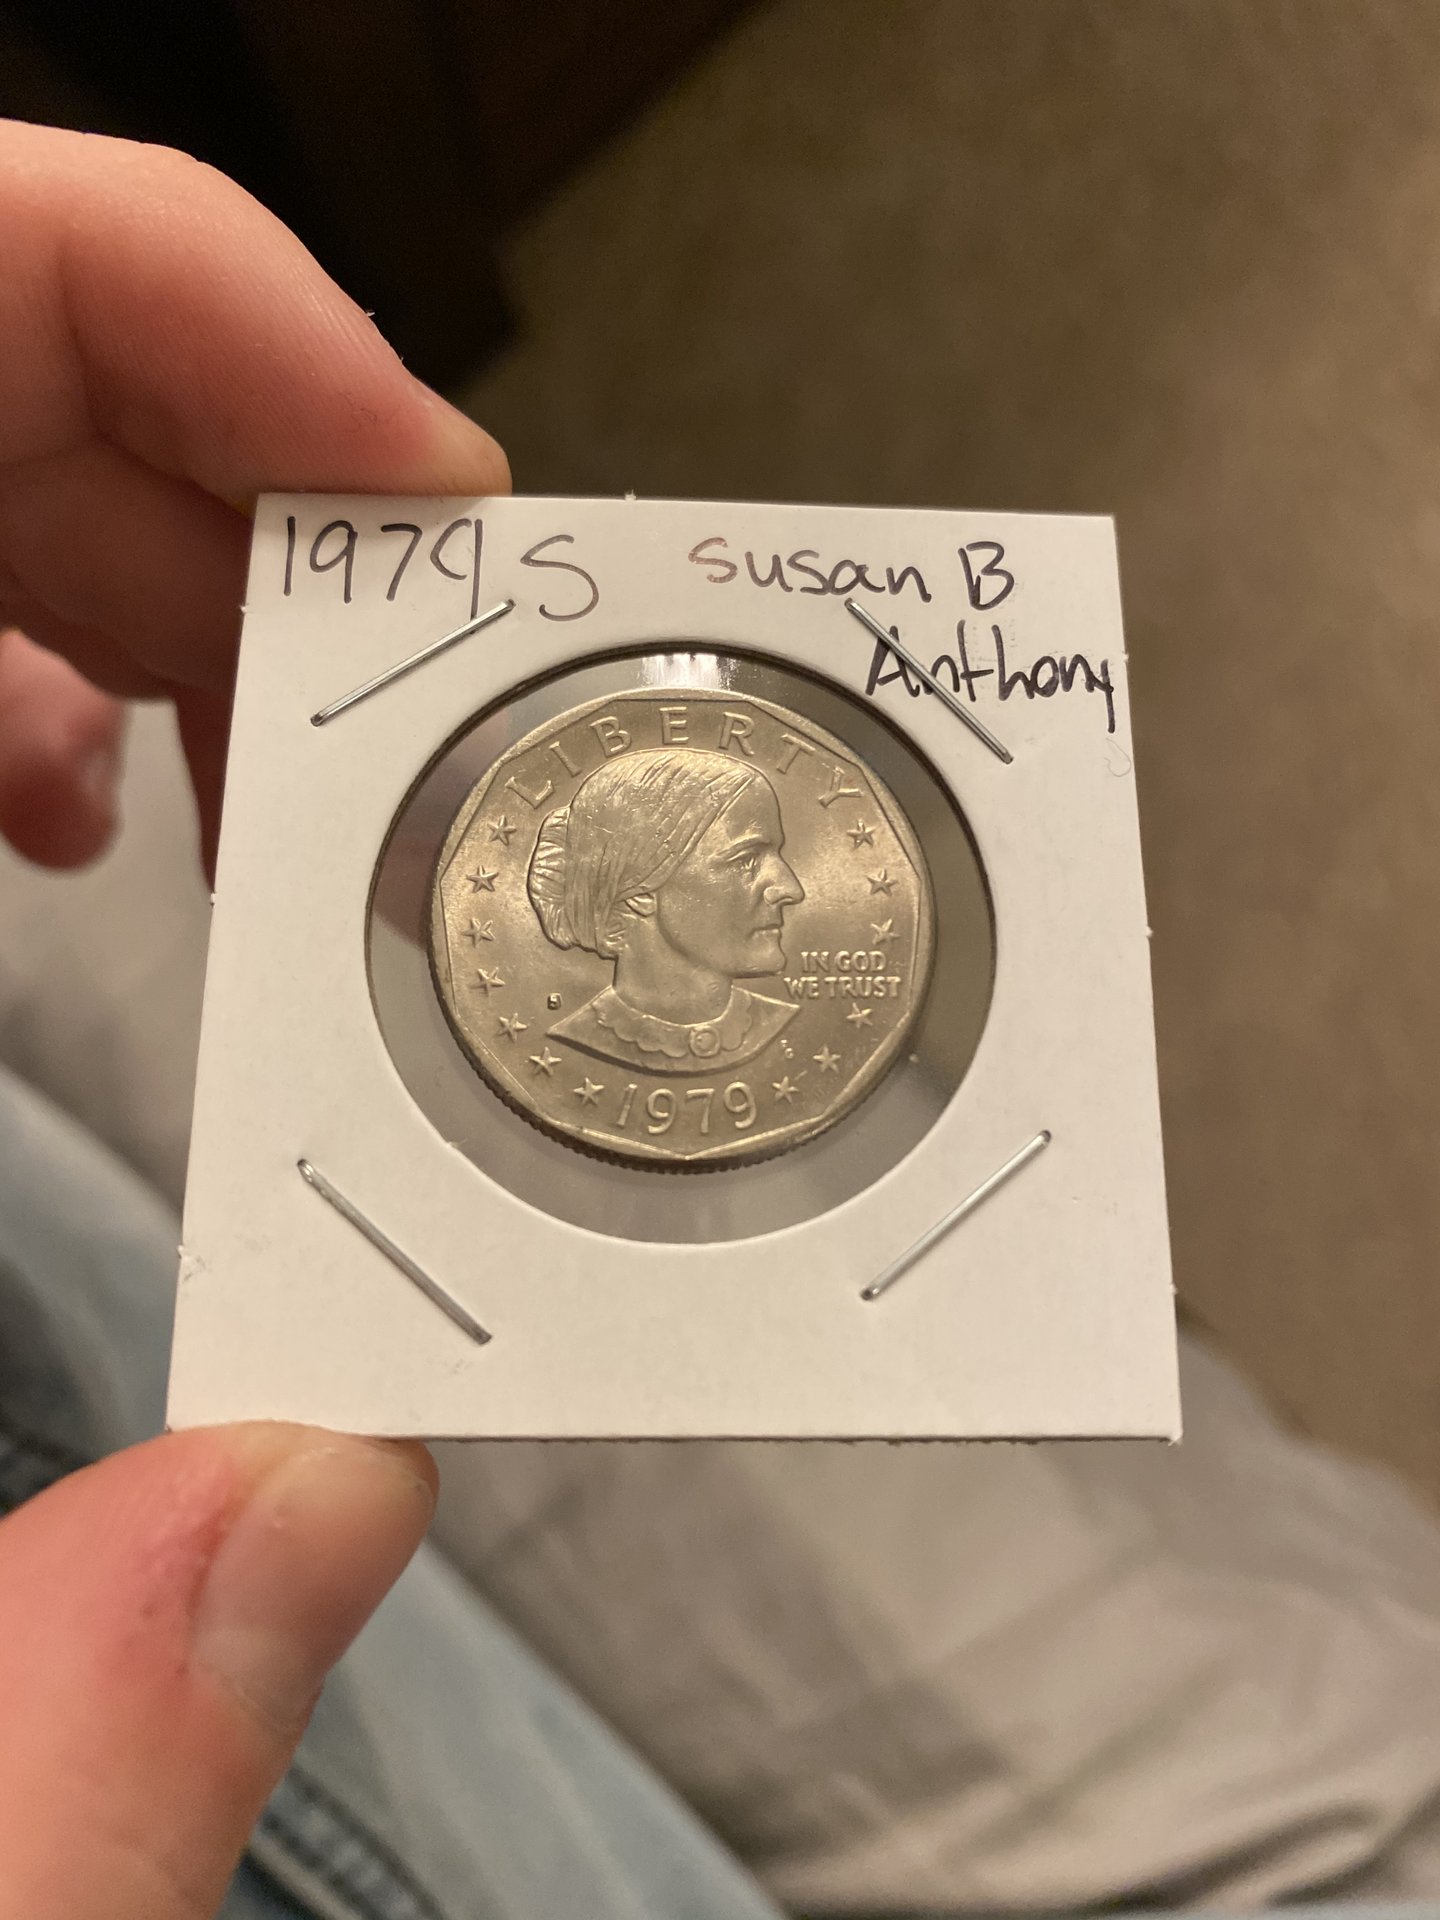 1979 S Susan B
Anthony
LIBERTY
IN GOD
WE TRUST
S
1979